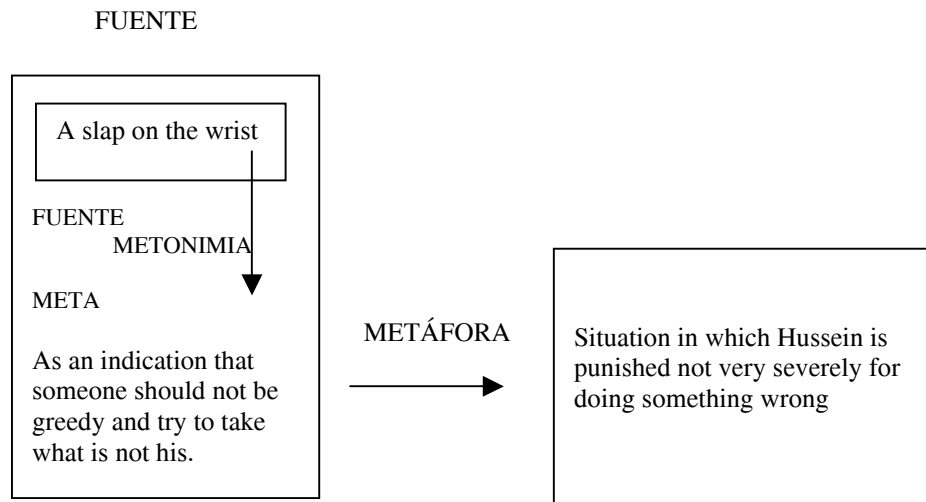 FUENTE
A slap on the wrist
FUENTE
METONIMIA
META
As an indication that
someone should not be
greedy and try to take
what is not his.
METÁFORA
Situation in which Hussein is
punished not very severely for
doing something wrong